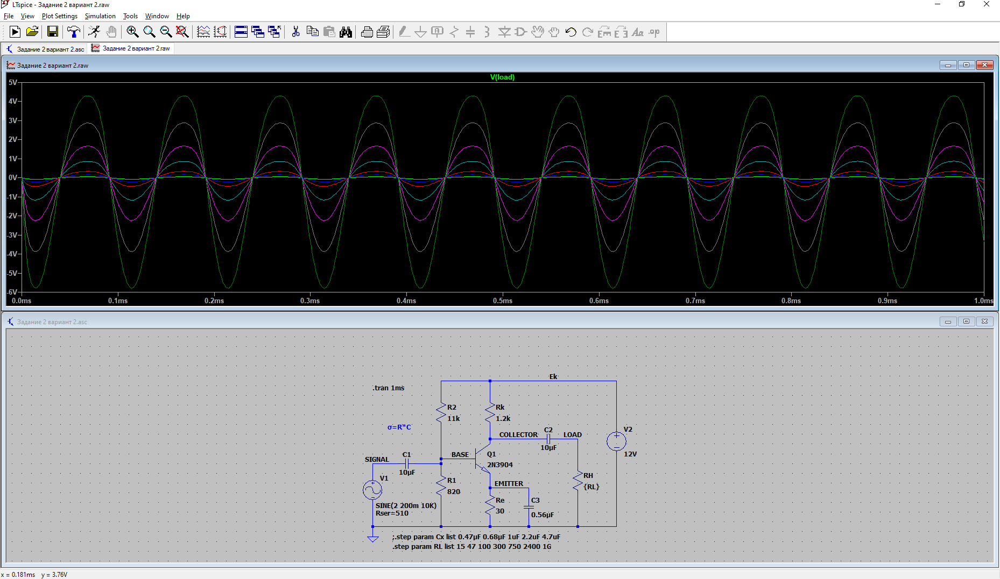 LTspice - Задание 2 вариант 2.raw
File View Plot Settings Simulation Tools Window Help
Задание 2 вариант 2.asc Задание 2 вариант 2.raw
Задание 2 вариант 2.raw
V(load)
5V
4V
3V
2V
1V
0V
-1V
-2V
-3V
-4V
-5V
-6V
0.0ms 0.1ms 0.2ms 0.3ms 0.4ms 0.5ms 0.6ms 0.7ms 0.8ms 0.9ms 1.0ms
Задание 2 вариант 2.asc
Ek
.tran 1ms
R2
11k
Rk
1.2k
σ=R*C
COLLECTOR
C2
10µF
LOAD
V2
12V
SIGNAL
C1
10µF
BASE
Q1
2N3904
V1
SINE(2 200m 10K)
Rser=510
R1
820
EMITTER
Re
30
C3
0.56µF
RH
{RL}
;.step param Cx list 0.47µF 0.68µF 1uF 2.2uF 4.7uF
.step param RL list 15 47 100 300 750 2400 1G
x = 0.181ms y = 3.76V